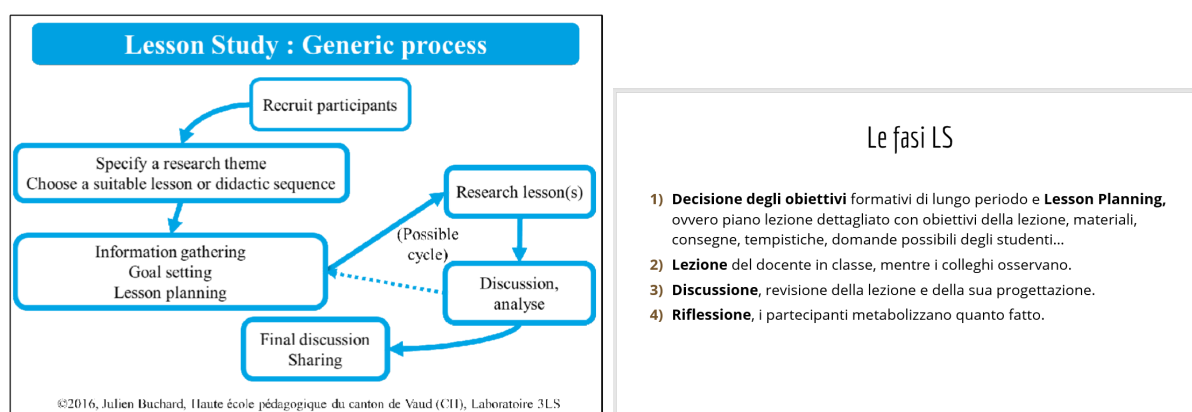 Lesson Study : Generic process
Recruit participants
Specify a research theme
Choose a suitable lesson or didactic sequence
Information gathering
Goal setting
Lesson planning
Research lesson(s)
(Possible
cycle)
Discussion,
analyse
Final discussion
Sharing
©2016, Julien Buchard, Haute école pédagogique du canton de Vaud (CH), Laboratoire 3LS
Le fasi LS
1) Decisione degli obiettivi formativi di lungo periodo e Lesson Planning,
ovvero piano lezione dettagliato con obiettivi della lezione, materiali,
consegne, tempistiche, domande possibili degli studenti...
2) Lezione del docente in classe, mentre i colleghi osservano.
3) Discussione, revisione della lezione e della sua progettazione.
4) Riflessione, i partecipanti metabolizzano quanto fatto.